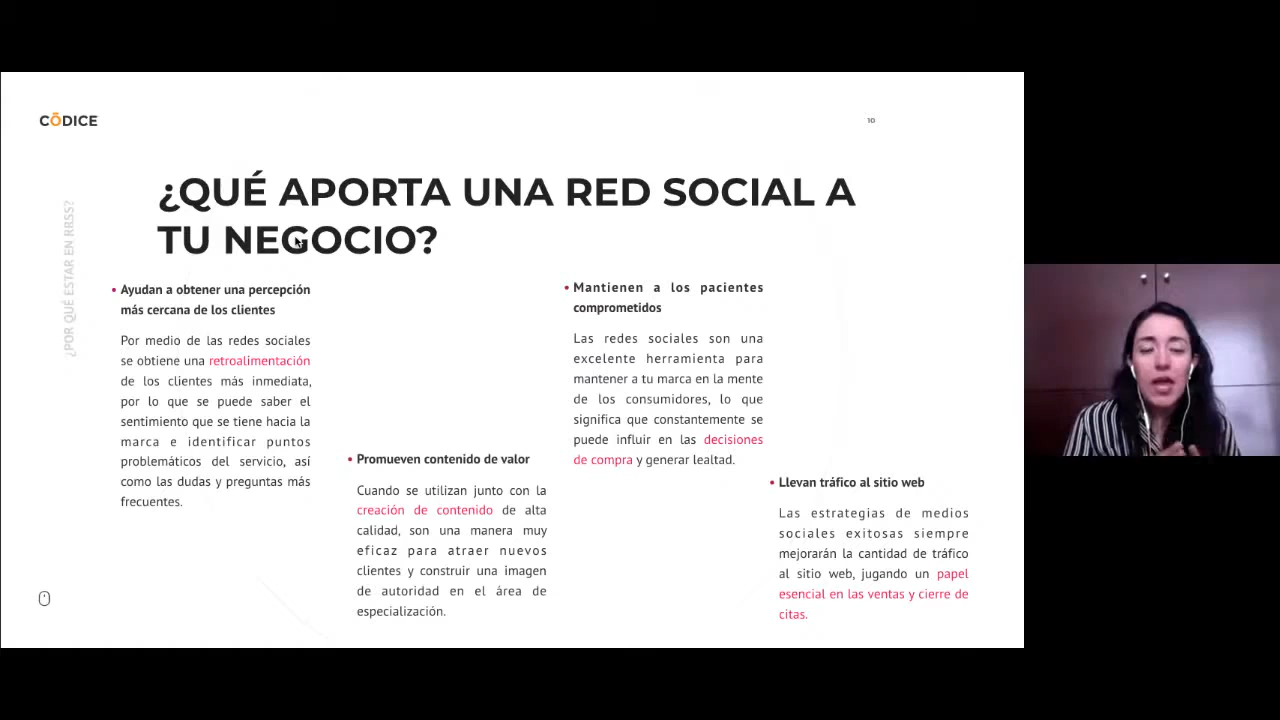 CÓDICE
10
¿QUÉ APORTA UNA RED SOCIAL A
TU NEGOCIO?
¿POR QUÉ ESTAR EN RRSS?
• Ayudan a obtener una percepción
más cercana de los clientes
Por medio de las redes sociales
se obtiene una retroalimentación
de los clientes más inmediata,
por lo que se puede saber el
sentimiento que se tiene hacia la
marca e identificar puntos
problemáticos del servicio, así
como las dudas y preguntas más
frecuentes.
• Promueven contenido de valor
Cuando se utilizan junto con la
creación de contenido de alta
calidad, son una manera muy
eficaz para atraer nuevos
clientes y construir una imagen
de autoridad en el área de
especialización.
• Mantienen a los pacientes
comprometidos
Las redes sociales son una
excelente herramienta para
mantener a tu marca en la mente
de los consumidores, lo que
significa que constantemente se
puede influir en las decisiones
de compra y generar lealtad.
• Llevan tráfico al sitio web
Las estrategias de medios
sociales exitosas siempre
mejorarán la cantidad de tráfico
al sitio web, jugando un papel
esencial en las ventas y cierre de
citas.